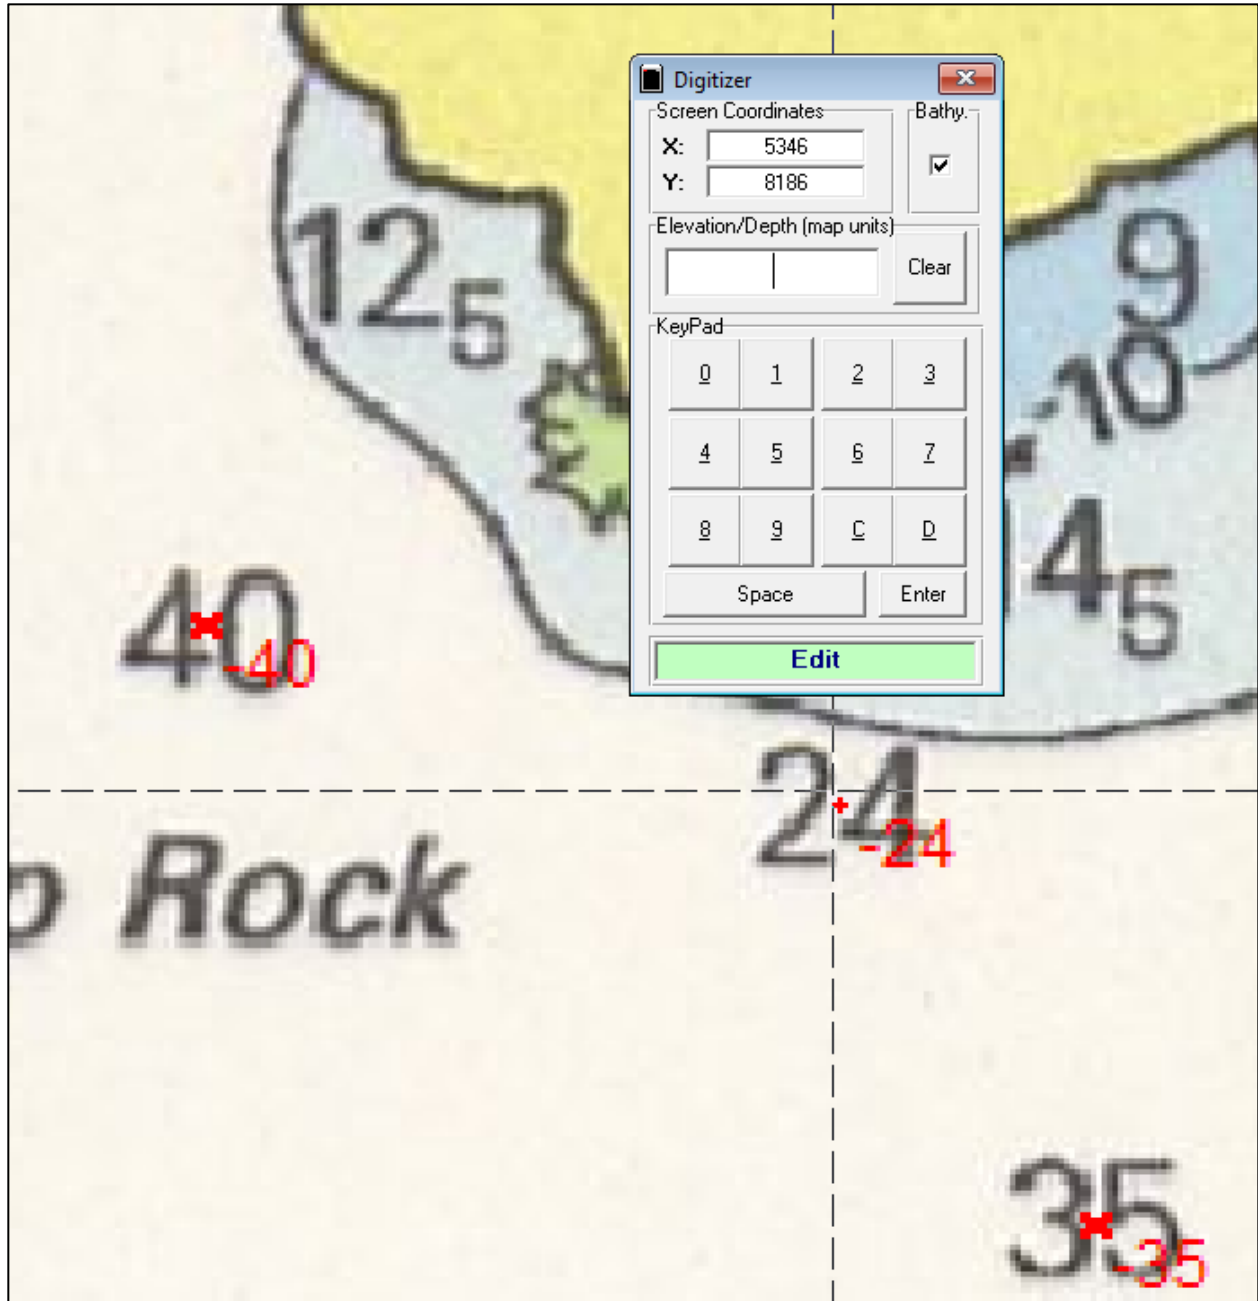 Digitizer
Screen Coordinates
Bathy.
X: 5346
Y: 8186
Elevation/Depth (map units)
Clear
KeyPad
0 1 2 3
4 5 6 7
8 9 C D
Space Enter
Edit
12 5
9
10
14 5
40
-40
24
-24
Rock
35
-35